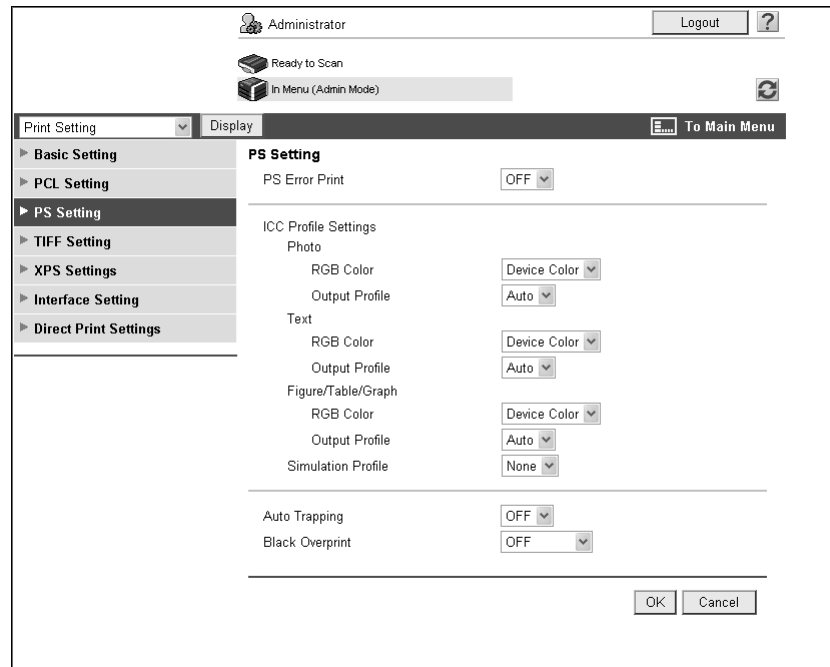 Administrator
Logout
?
Ready to Scan
In Menu (Admin Mode)
Print Setting
Display
To Main Menu
Basic Setting
PCL Setting
PS Setting
TIFF Setting
XPS Settings
Interface Setting
Direct Print Settings
PS Setting
PS Error Print OFF
ICC Profile Settings
Photo
RGB Color Device Color
Output Profile Auto
Text
RGB Color Device Color
Output Profile Auto
Figure/Table/Graph
RGB Color Device Color
Output Profile Auto
Simulation Profile None
Auto Trapping OFF
Black Overprint OFF
OK Cancel